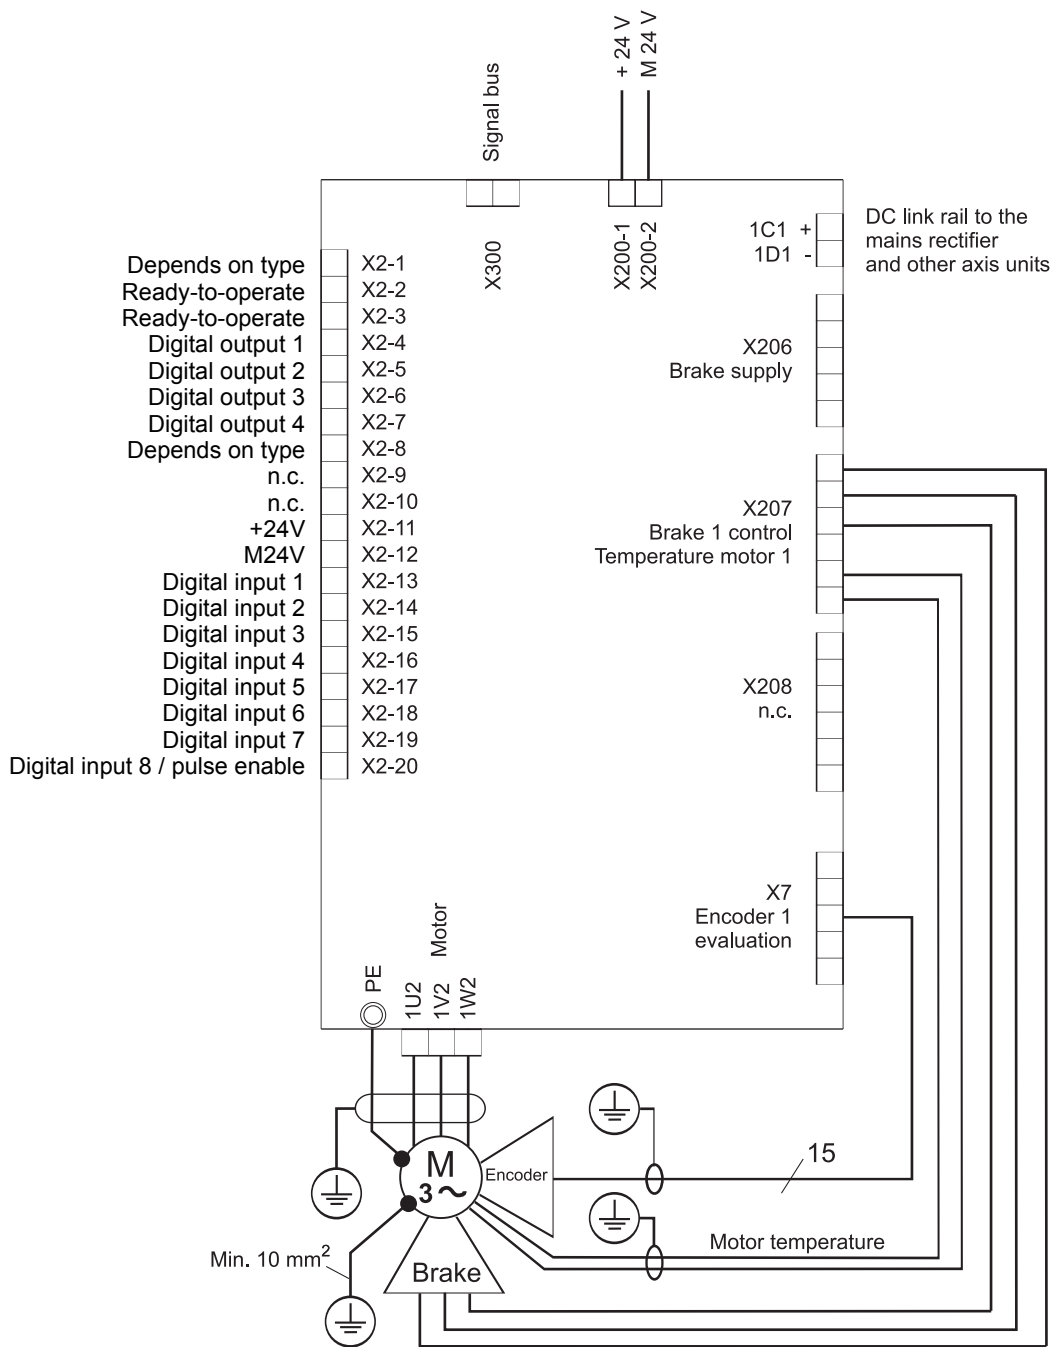 + 24 V
M 24 V
Signal bus
X300
X200-1
X200-2
1C1 +
1D1 -
DC link rail to the
mains rectifier
and other axis units
Depends on type X2-1
Ready-to-operate X2-2
Ready-to-operate X2-3
Digital output 1 X2-4
Digital output 2 X2-5
Digital output 3 X2-6
Digital output 4 X2-7
Depends on type X2-8
n.c. X2-9
n.c. X2-10
+24V X2-11
M24V X2-12
Digital input 1 X2-13
Digital input 2 X2-14
Digital input 3 X2-15
Digital input 4 X2-16
Digital input 5 X2-17
Digital input 6 X2-18
Digital input 7 X2-19
Digital input 8 / pulse enable X2-20
X206
Brake supply
X207
Brake 1 control
Temperature motor 1
X208
n.c.
X7
Encoder 1
evaluation
PE
Motor
1U2
1V2
1W2
M
3 ~
Encoder
15
Motor temperature
Min. 10 mm²
Brake